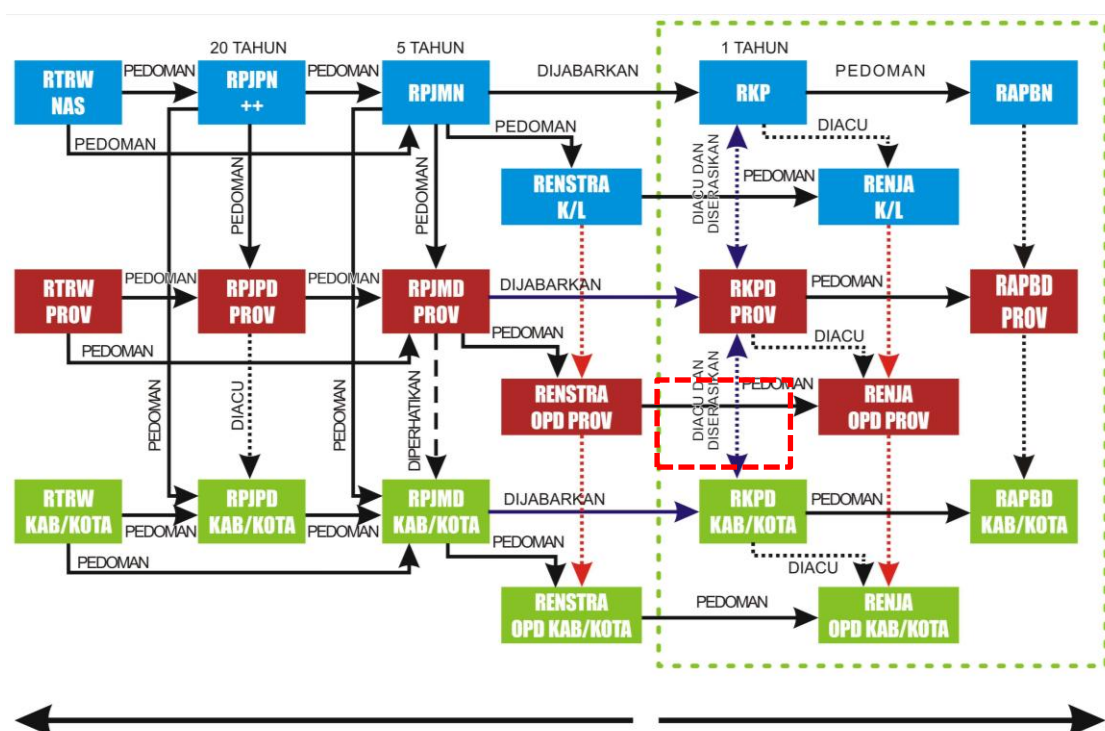 20 TAHUN
5 TAHUN
1 TAHUN
RTRW
NAS
PEDOMAN
RPJPN
++
PEDOMAN
RPJMN
DIJABARKAN
RKP
PEDOMAN
RAPBN
PEDOMAN
PEDOMAN
DIACU
PEDOMAN
PEDOMAN
DIACU DAN
DISERASIKAN
RENSTRA
K/L
PEDOMAN
RENJA
K/L
RTRW
PROV
PEDOMAN
RPJPD
PROV
PEDOMAN
RPJMD
PROV
DIJABARKAN
RKPD
PROV
PEDOMAN
RAPBD
PROV
PEDOMAN
PEDOMAN
DIACU
PEDOMAN
DIACU
PEDOMAN
DIPERHATIKAN
RENSTRA
OPD PROV
DIACU DAN
DISERASIKAN
PEDOMAN
RENJA
OPD PROV
RTRW
KAB/KOTA
PEDOMAN
RPJPD
KAB/KOTA
PEDOMAN
RPJMD
KAB/KOTA
DIJABARKAN
RKPD
KAB/KOTA
PEDOMAN
RAPBD
KAB/KOTA
PEDOMAN
PEDOMAN
DIACU
RENSTRA
OPD KAB/KOTA
PEDOMAN
RENJA
OPD KAB/KOTA